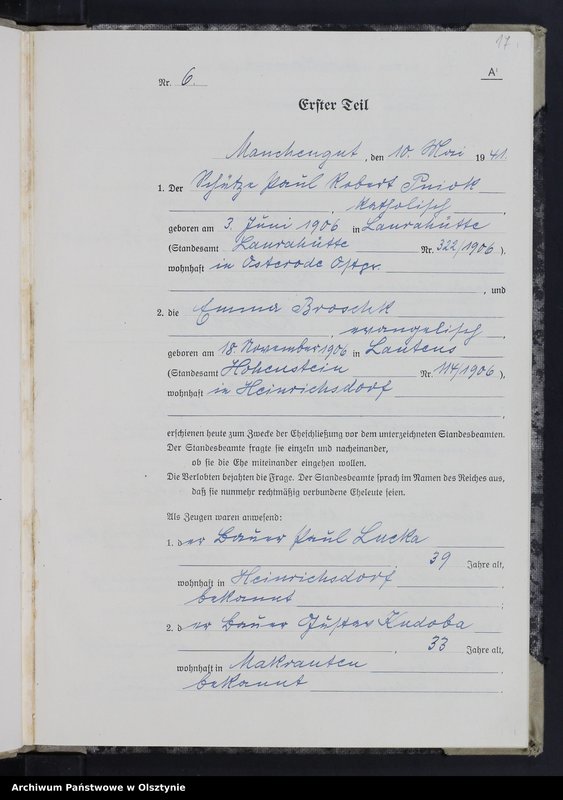 17
A¹
Nr. 6.
Erster Teil
Manchengut, den 10. Mai 1941.
1. Der Schütze Paul Robert Pniok
, katholisch,
geboren am 3. Juni 1906 in Laurahütte
(Standesamt Laurahütte Nr. 322/1906),
wohnhaft in Osterode Ostpr.
, und
2. die Emma Broschk
, evangelisch,
geboren am 18. November 1906 in Lautens
(Standesamt Hohenstein Nr. 114/1906),
wohnhaft in Heinrichsdorf
erschienen heute zum Zwecke der Eheschließung vor dem unterzeichneten Standesbeamten.
Der Standesbeamte fragte sie einzeln und nacheinander,
ob sie die Ehe miteinander eingehen wollen.
Die Verlobten bejahten die Frage. Der Standesbeamte sprach im Namen des Reiches aus,
daß sie nunmehr rechtmäßig verbundene Eheleute seien.
Als Zeugen waren anwesend:
1. der Bauer Paul Lucka
39 Jahre alt,
wohnhaft in Heinrichsdorf
bekannt;
2. der Bauer Gustav Kudoba
, 33 Jahre alt,
wohnhaft in Makrauten
bekannt.
Archiwum Państwowe w Olsztynie